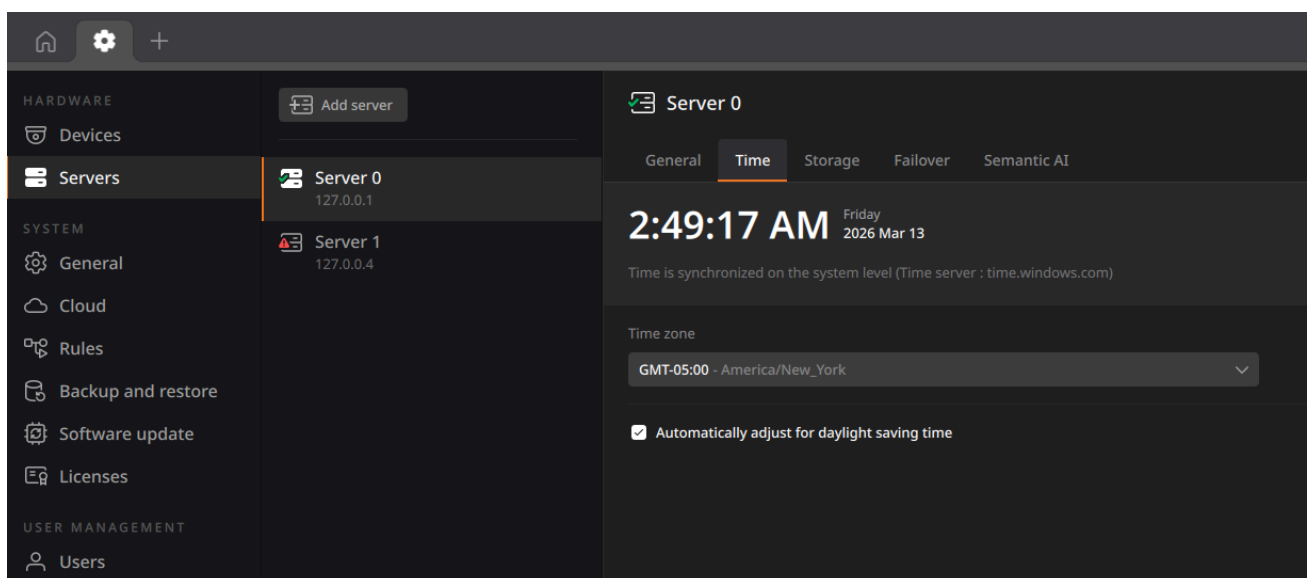 HARDWARE
Devices
Servers
SYSTEM
General
Cloud
Rules
Backup and restore
Software update
Licenses
USER MANAGEMENT
Users
Add server
Server 0
127.0.0.1
Server 1
127.0.0.4
Server 0
General Time Storage Failover Semantic AI
2:49:17 AM
Friday
2026 Mar 13
Time is synchronized on the system level (Time server : time.windows.com)
Time zone
GMT-05:00 - America/New_York
Automatically adjust for daylight saving time